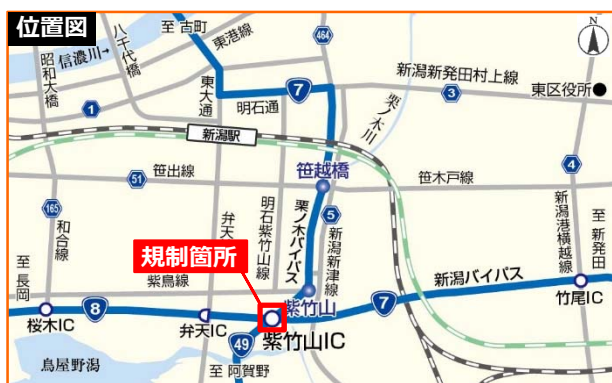 位置図
至 古町
信濃川→
八千代橋
昭和大橋
東港線
東大通
464
7
明石通
栗ノ木川
新潟新発田村上線
3
東区役所
N
1
新潟駅
笹出線
51
笹越橋
笹木戸線
4
165
和合線
弁天
明石紫竹山線
栗ノ木バイパス
5
新潟新津線
新潟港横越線
至 新発田
至 長岡
紫鳥線
規制箇所
紫竹山
新潟バイパス
7
竹尾IC
8
桜木IC
弁天IC
紫竹山IC
49
鳥屋野潟
至 阿賀野